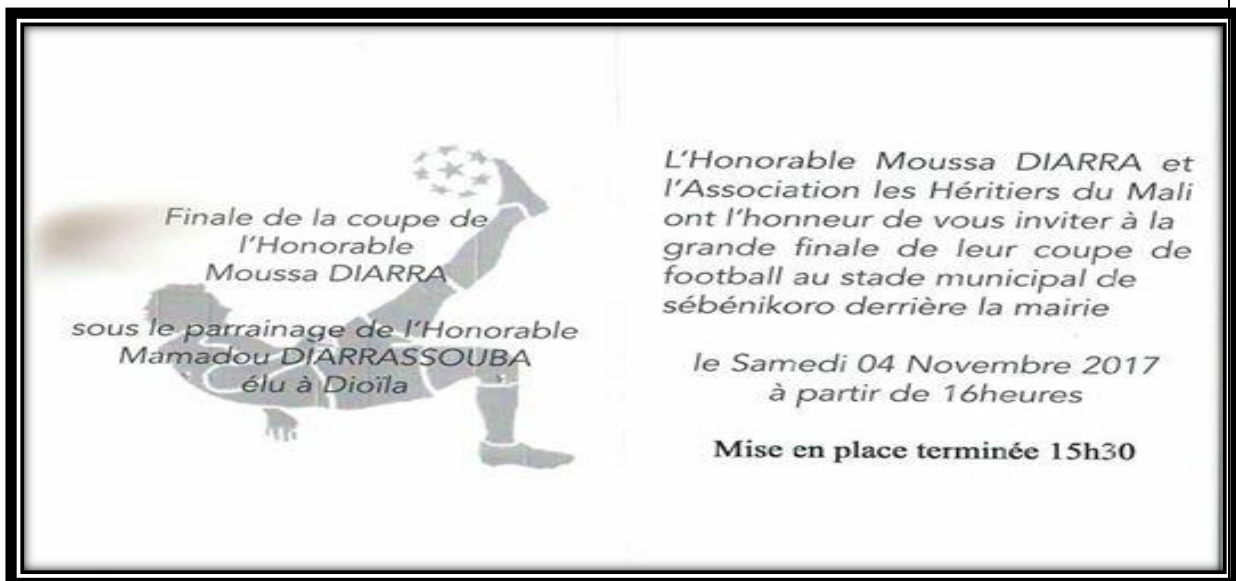 Finale de la coupe de
l'Honorable
Moussa DIARRA
sous le parrainage de l'Honorable
Mamadou DIARRASSOUBA
élu à Dioïla
L'Honorable Moussa DIARRA et
l'Association les Héritiers du Mali
ont l'honneur de vous inviter à la
grande finale de leur coupe de
football au stade municipal de
sébénikoro derrière la mairie
le Samedi 04 Novembre 2017
à partir de 16heures
Mise en place terminée 15h30